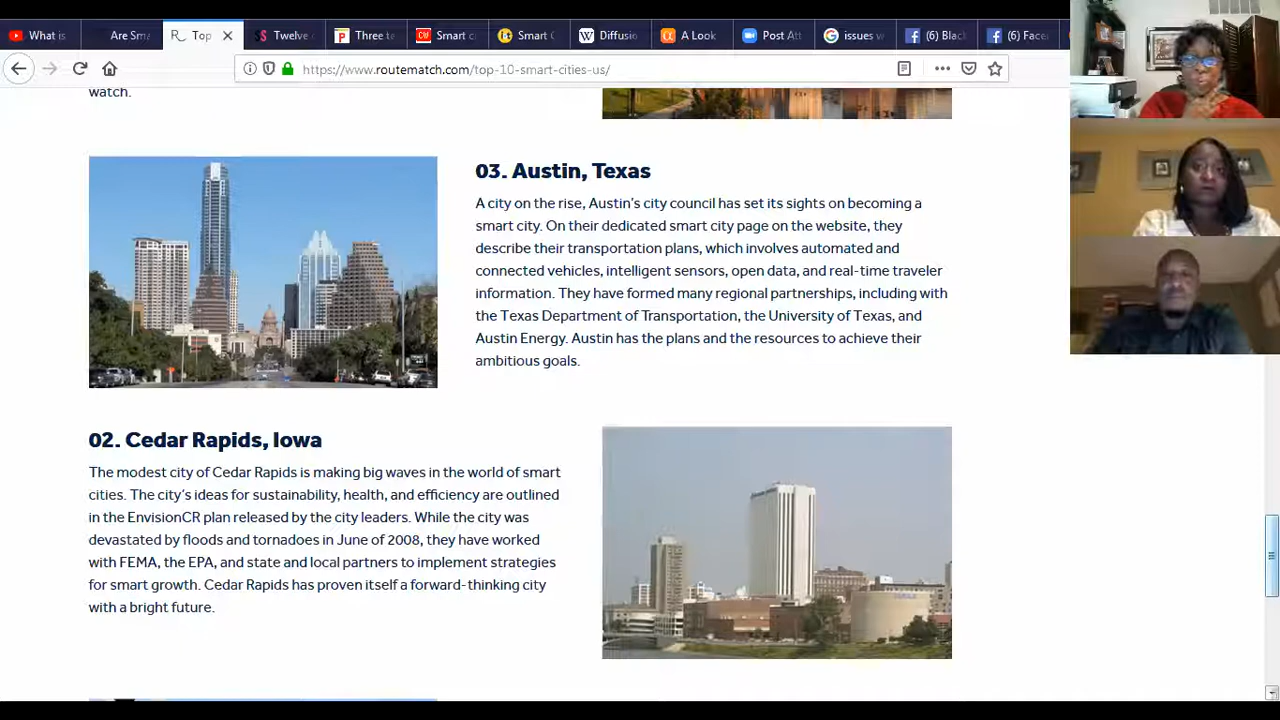 What is
Are Sma
Top
Twelve
Three te
Smart c
Smart C
Diffusio
A Look
Post Att
issues w
(6) Blac
(6) Face
https://www.routematch.com/top-10-smart-cities-us/
watch.
03. Austin, Texas
A city on the rise, Austin's city council has set its sights on becoming a
smart city. On their dedicated smart city page on the website, they
describe their transportation plans, which involves automated and
connected vehicles, intelligent sensors, open data, and real-time traveler
information. They have formed many regional partnerships, including with
the Texas Department of Transportation, the University of Texas, and
Austin Energy. Austin has the plans and the resources to achieve their
ambitious goals.
02. Cedar Rapids, Iowa
The modest city of Cedar Rapids is making big waves in the world of smart
cities. The city's ideas for sustainability, health, and efficiency are outlined
in the EnvisionCR plan released by the city leaders. While the city was
devastated by floods and tornadoes in June of 2008, they have worked
with FEMA, the EPA, and state and local partners to implement strategies
for smart growth. Cedar Rapids has proven itself a forward-thinking city
with a bright future.